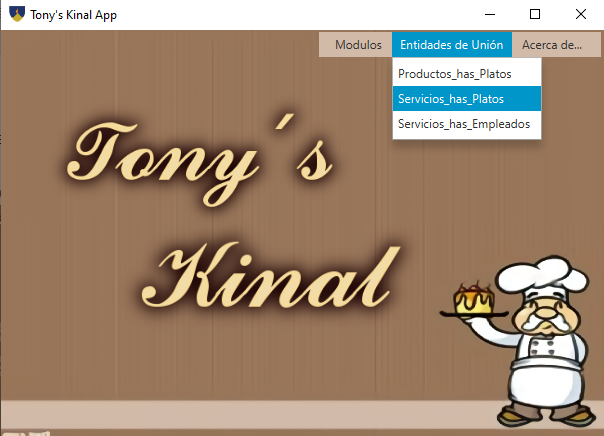 Tony's Kinal App
Modulos Entidades de Unión Acerca de...
Productos_has_Platos
Servicios_has_Platos
Servicios_has_Empleados
Tony´s
Kinal